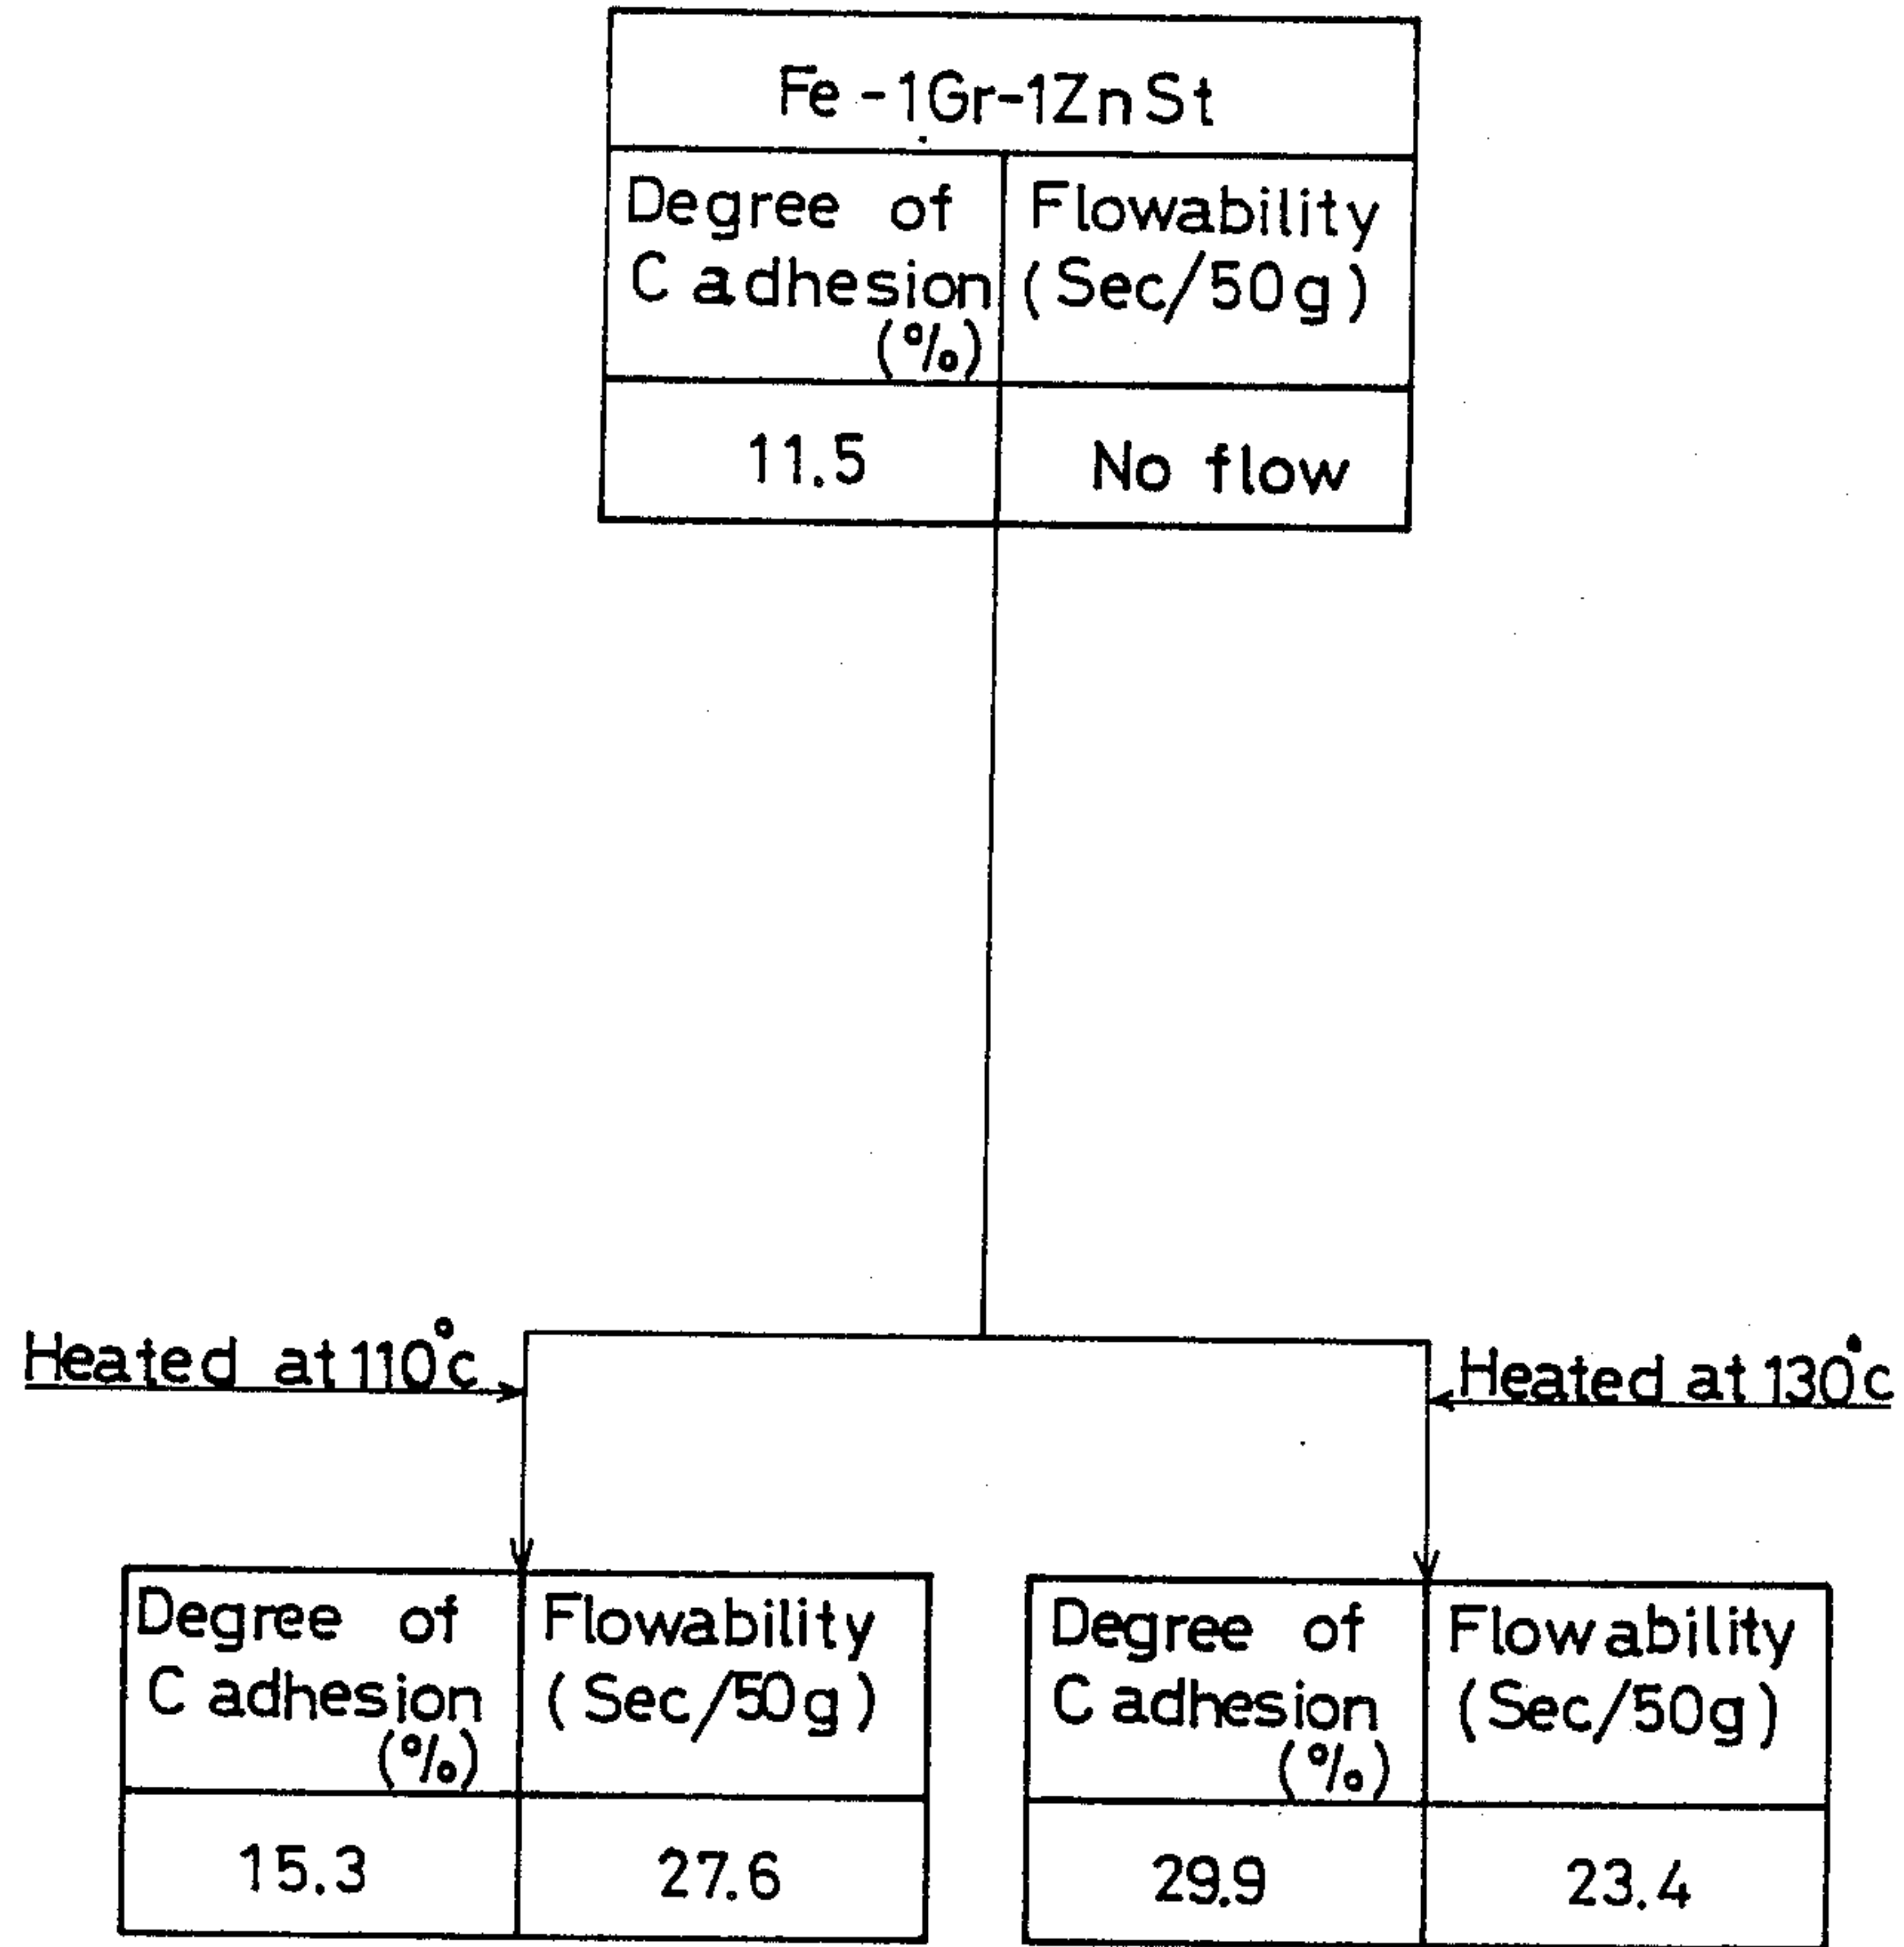 Fe-1Gr-1ZnSt
Degree of
C adhesion
(%)
Flowability
(Sec/50g)
11.5
No flow
Heated at 110°c
Heated at 130°c
Degree of
C adhesion
(%)
Flowability
(Sec/50g)
15.3
27.6
Degree of
C adhesion
(%)
Flowability
(Sec/50g)
29.9
23.4